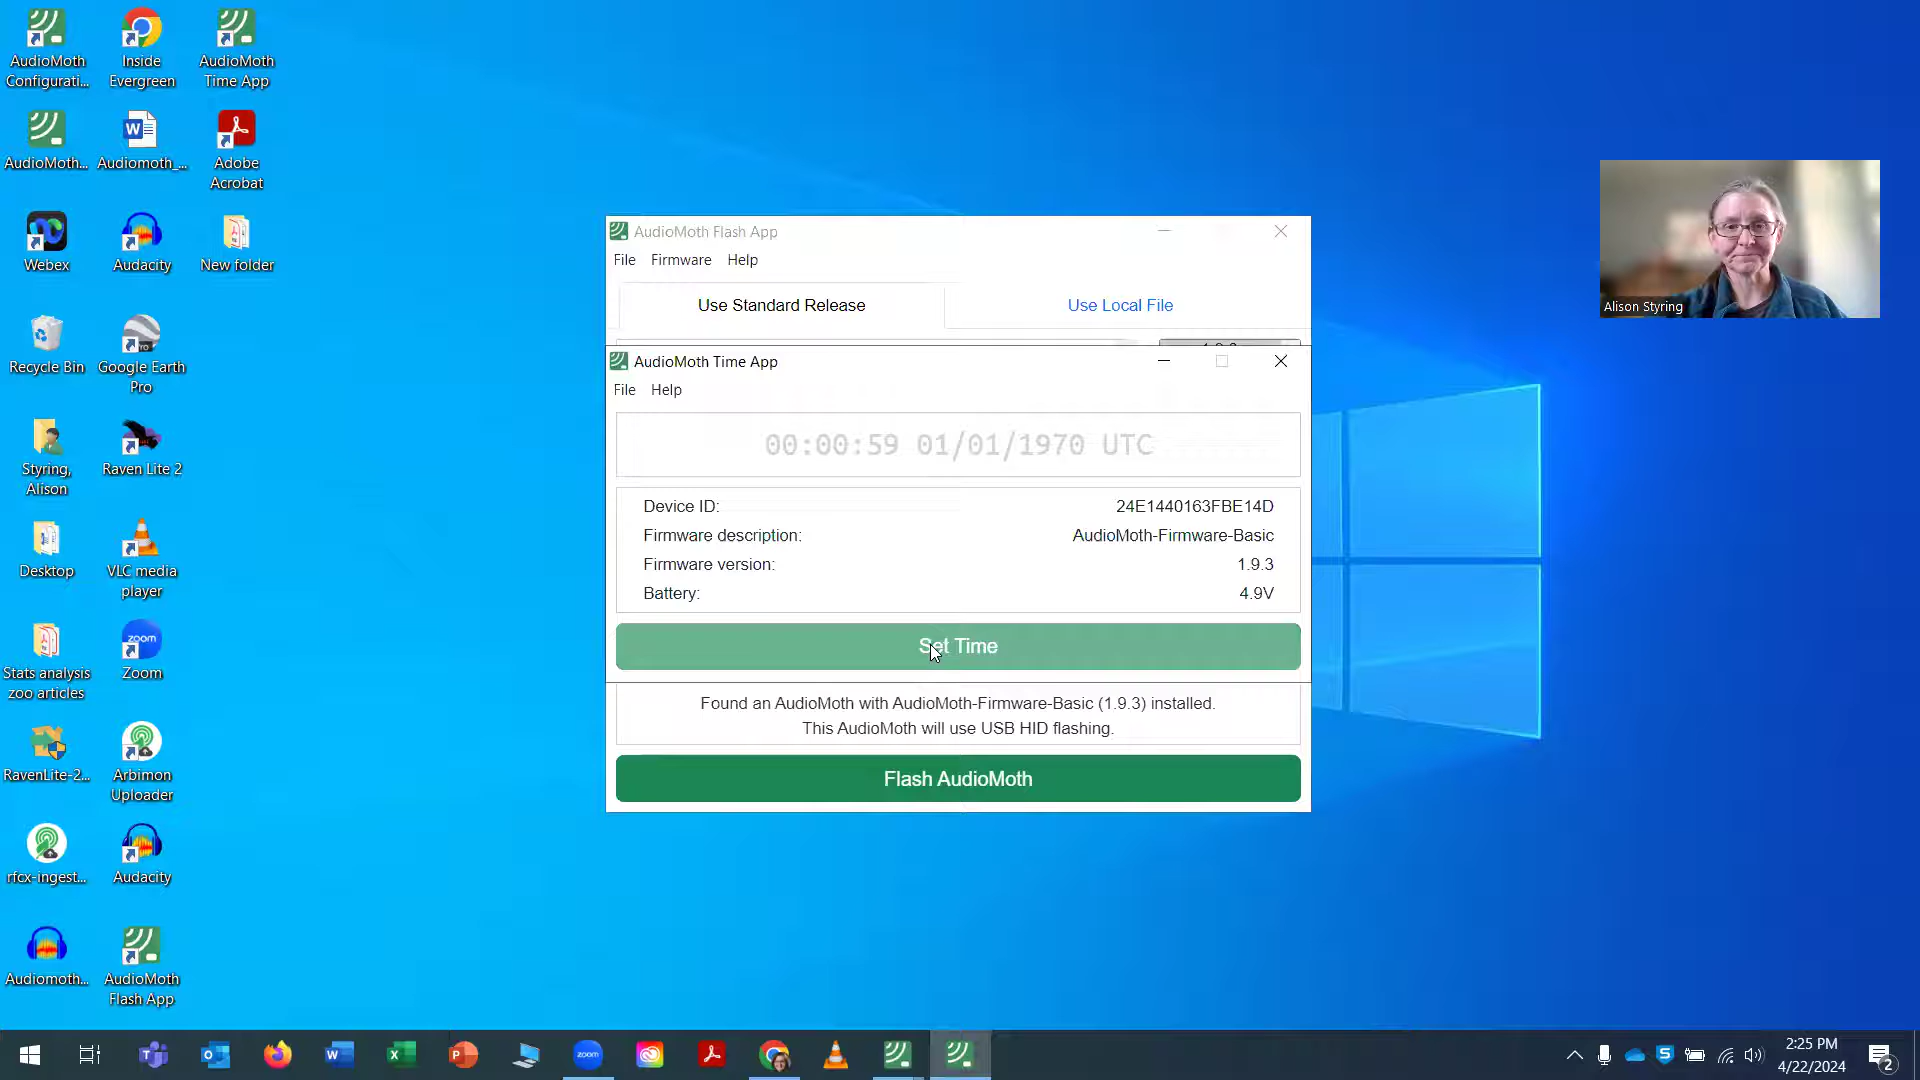 AudioMoth
Configurati...
Inside
Evergreen
AudioMoth
Time App
AudioMoth...
Audiomoth_...
Adobe
Acrobat
Webex
Audacity
New folder
Recycle Bin
Google Earth
Pro
Styring,
Alison
Raven Lite 2
Desktop
VLC media
player
Stats analysis
zoo articles
zoom
Zoom
RavenLite-2...
Arbimon
Uploader
rfcx-ingest...
Audacity
Audiomoth...
AudioMoth
Flash App
AudioMoth Flash App
File Firmware Help
Use Standard Release
Use Local File
AudioMoth Time App
File Help
00:00:59 01/01/1970 UTC
Device ID: 24E1440163FBE14D
Firmware description: AudioMoth-Firmware-Basic
Firmware version: 1.9.3
Battery: 4.9V
Set Time
Found an AudioMoth with AudioMoth-Firmware-Basic (1.9.3) installed.
This AudioMoth will use USB HID flashing.
Flash AudioMoth
Alison Styring
zoom
2:25 PM
4/22/2024
2